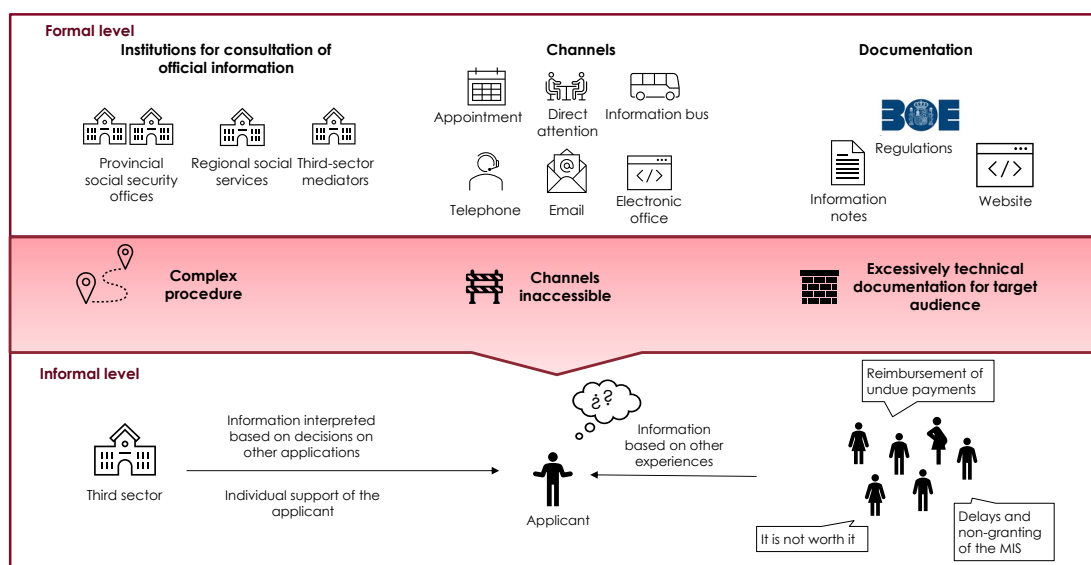 Formal level
Institutions for consultation of
official information
Provincial
social security
offices
Regional social
services
Third-sector
mediators
Channels
Appointment
Direct
attention
Information bus
Telephone
@
Email
</>
Electronic
office
Documentation
BOE
Regulations
Information
notes
</>
Website
Complex
procedure
Channels
inaccessible
Excessively technical
documentation for target
audience
Informal level
Third sector
Information interpreted
based on decisions on
other applications
Individual support of the
applicant
¿?
Applicant
Information
based on other
experiences
Reimbursement of
undue payments
It is not worth it
Delays and
non-granting
of the MIS